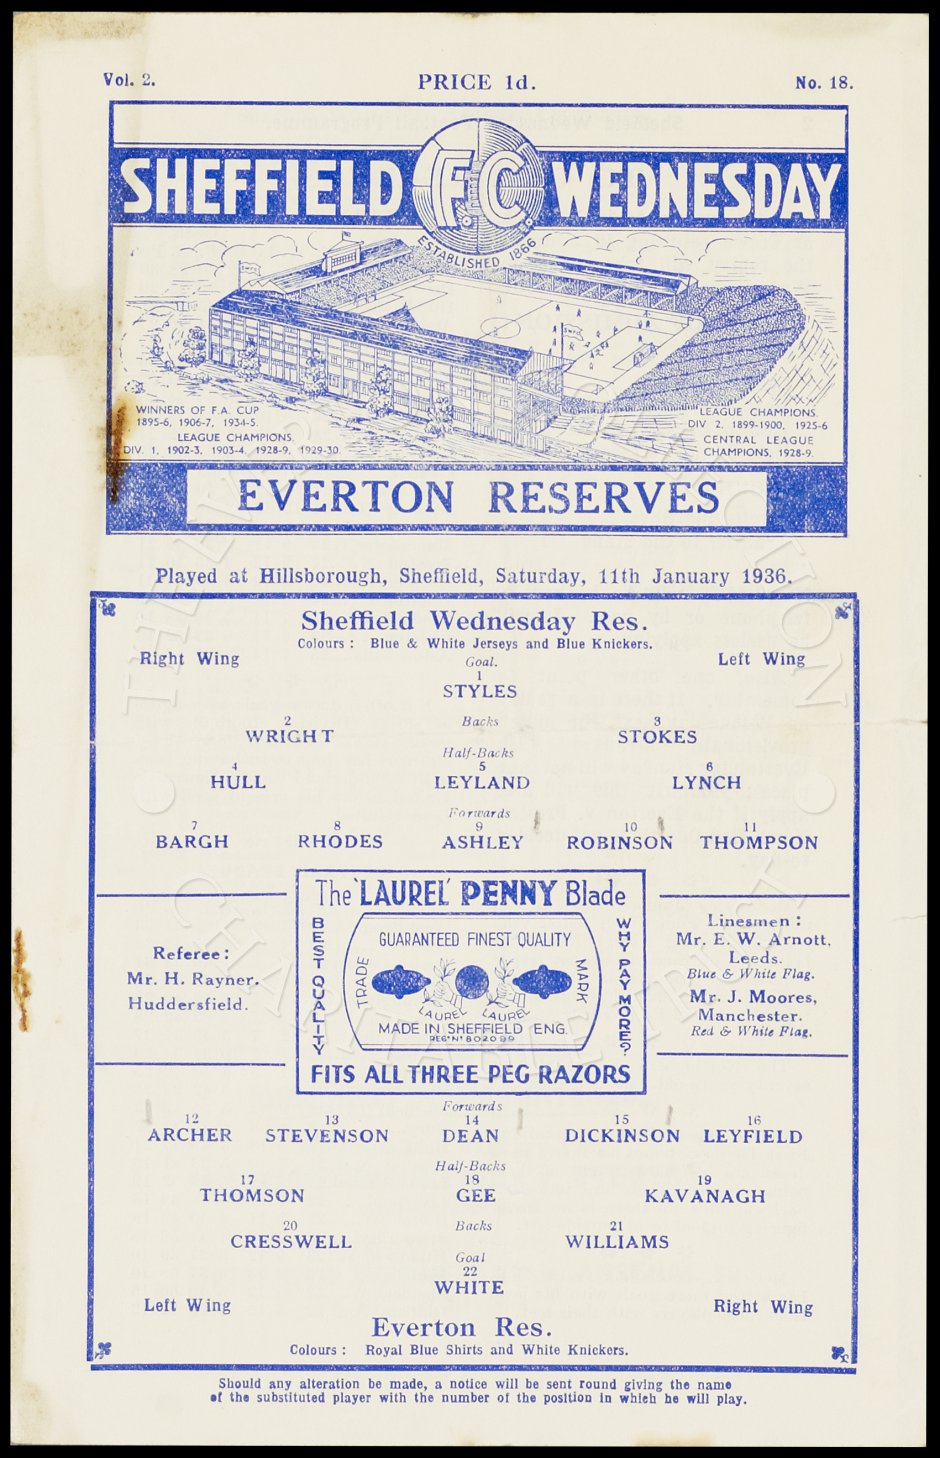 Vol. 2. PRICE 1d. No. 18.
SHEFFIELD F.C. WEDNESDAY
ESTABLISHED 1866
S.W.F.C.
WINNERS OF F.A. CUP
1895-6, 1906-7, 1934-5.
LEAGUE CHAMPIONS.
DIV. 1, 1902-3, 1903-4, 1928-9, 1929-30.
LEAGUE CHAMPIONS.
DIV 2, 1899-1900, 1925-6
CENTRAL LEAGUE
CHAMPIONS, 1928-9.
EVERTON RESERVES
Played at Hillsborough, Sheffield, Saturday, 11th January 1936.
Sheffield Wednesday Res.
Colours : Blue & White Jerseys and Blue Knickers.
Right Wing Goal. Left Wing
1
STYLES
2 Backs 3
WRIGHT STOKES
Half-Backs
4 5 6
HULL LEYLAND LYNCH
Forwards
7 8 9 10 11
BARGH RHODES ASHLEY ROBINSON THOMPSON
Referee :
Mr. H. Rayner.
Huddersfield.
The 'LAUREL' PENNY Blade
BEST QUALITY
GUARANTEED FINEST QUALITY
TRADE MARK
LAUREL LAUREL
MADE IN SHEFFIELD ENG.
REG. No. 802099
WHY PAY MORE?
FITS ALL THREE PEG RAZORS
Linesmen :
Mr. E. W. Arnott,
Leeds.
Blue & White Flag.
Mr. J. Moores,
Manchester.
Red & White Flag.
Forwards
12 13 14 15 16
ARCHER STEVENSON DEAN DICKINSON LEYFIELD
Half-Backs
17 18 19
THOMSON GEE KAVANAGH
20 Backs 21
CRESSWELL WILLIAMS
Goal
22
WHITE
Left Wing Right Wing
Everton Res.
Colours : Royal Blue Shirts and White Knickers.
Should any alteration be made, a notice will be sent round giving the name
of the substituted player with the number of the position in which he will play.
THE EVERTON COLLECTION
CHARITABLE TRUST